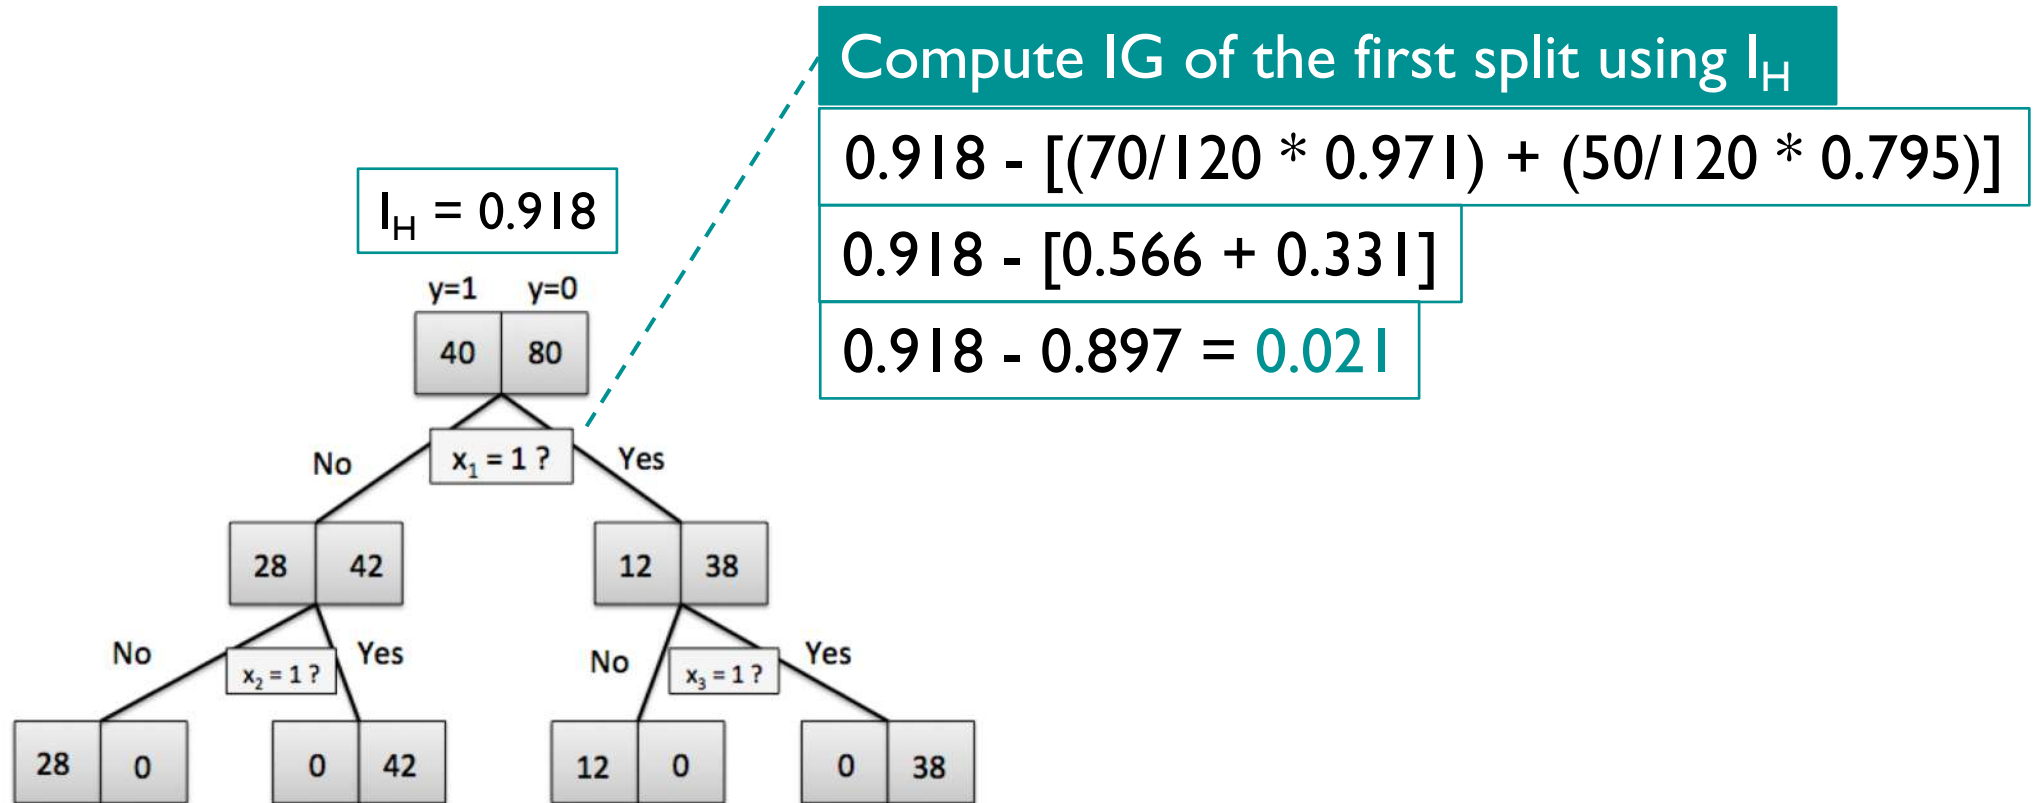 Compute IG of the first split using I_H
0.918 - [(70/120 * 0.971) + (50/120 * 0.795)]
I_H = 0.918
0.918 - [0.566 + 0.331]
0.918 - 0.897 = 0.021
y=1 y=0
40 80
No x₁ = 1 ? Yes
28 42 12 38
No x₂ = 1 ? Yes No x₃ = 1 ? Yes
28 0 0 42 12 0 0 38